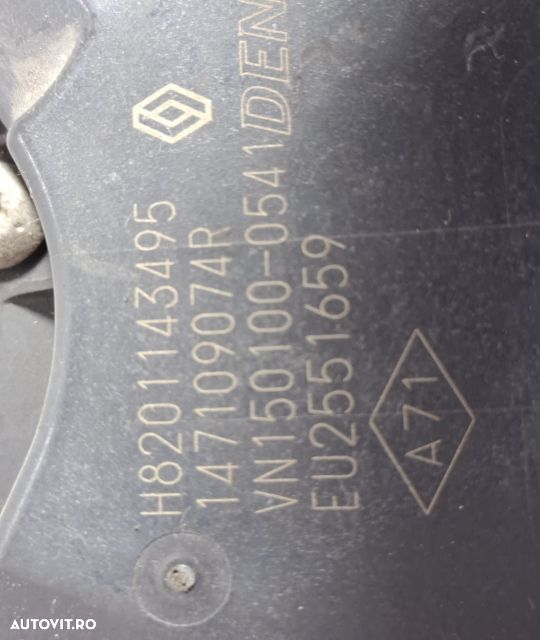 H8201143495
147109074R
VN150100-0541 DEN
EU2551659
A71
AUTOVIT.RO